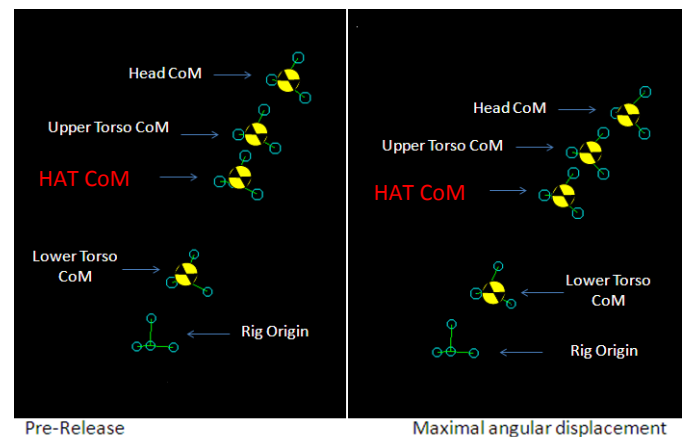 Head CoM
Upper Torso CoM
HAT CoM
Lower Torso
CoM
Rig Origin
Head CoM
Upper Torso CoM
HAT CoM
Lower Torso
CoM
Rig Origin
Pre-Release
Maximal angular displacement